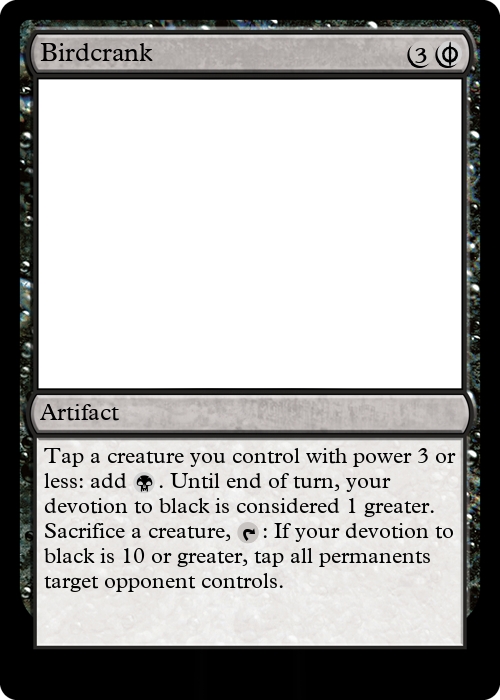 Birdcrank 3
Artifact
Tap a creature you control with power 3 or
less: add . Until end of turn, your
devotion to black is considered 1 greater.
Sacrifice a creature, : If your devotion to
black is 10 or greater, tap all permanents
target opponent controls.